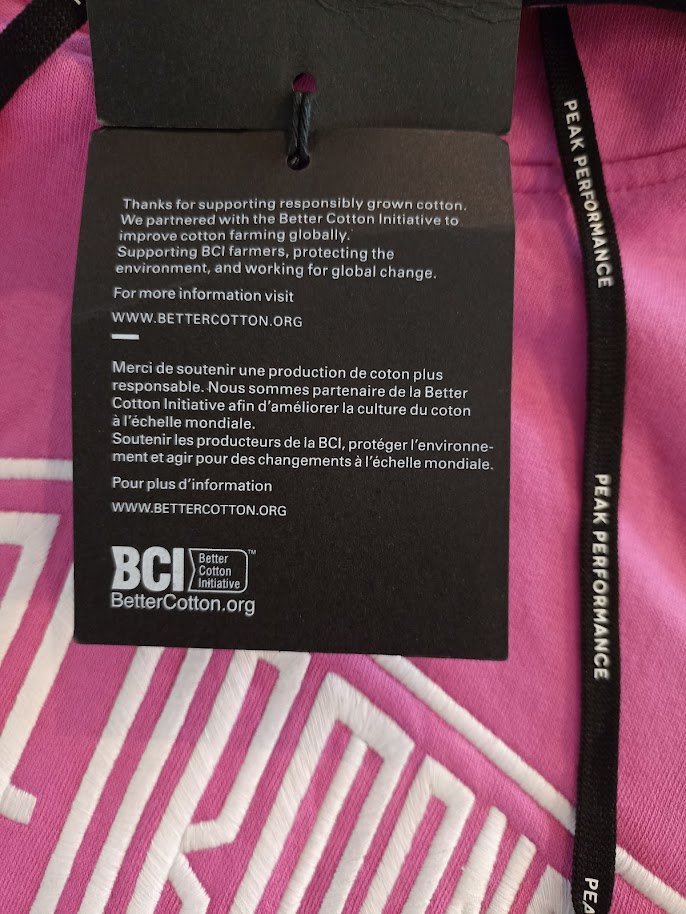 Thanks for supporting responsibly grown cotton.
We partnered with the Better Cotton Initiative to
improve cotton farming globally.
Supporting BCI farmers, protecting the
environment, and working for global change.
For more information visit
WWW.BETTERCOTTON.ORG
Merci de soutenir une production de coton plus
responsable. Nous sommes partenaire de la Better
Cotton Initiative afin d'améliorer la culture du coton
à l'échelle mondiale.
Soutenir les producteurs de la BCI, protéger l'environne-
ment et agir pour des changements à l'échelle mondiale.
Pour plus d'information
WWW.BETTERCOTTON.ORG
BCI
Better
Cotton
Initiative
™
BetterCotton.org
PEAK PERFORMANCE
PEAK PERFORMANCE